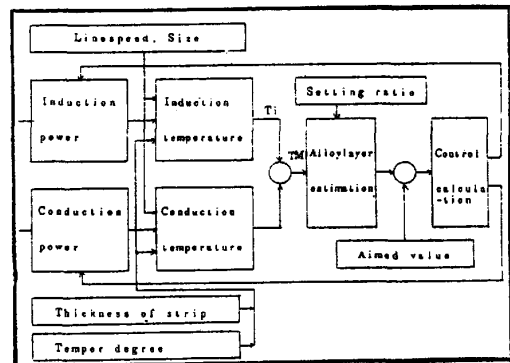 Linespeed, Size
Induction
power
Induction
temperature
Ti
Setting ratio
TM
Alloylayer
estimation
Control
calcula
-tion
Conduction
power
Conduction
temperature
Aimed value
Thickness of strip
Temper degree